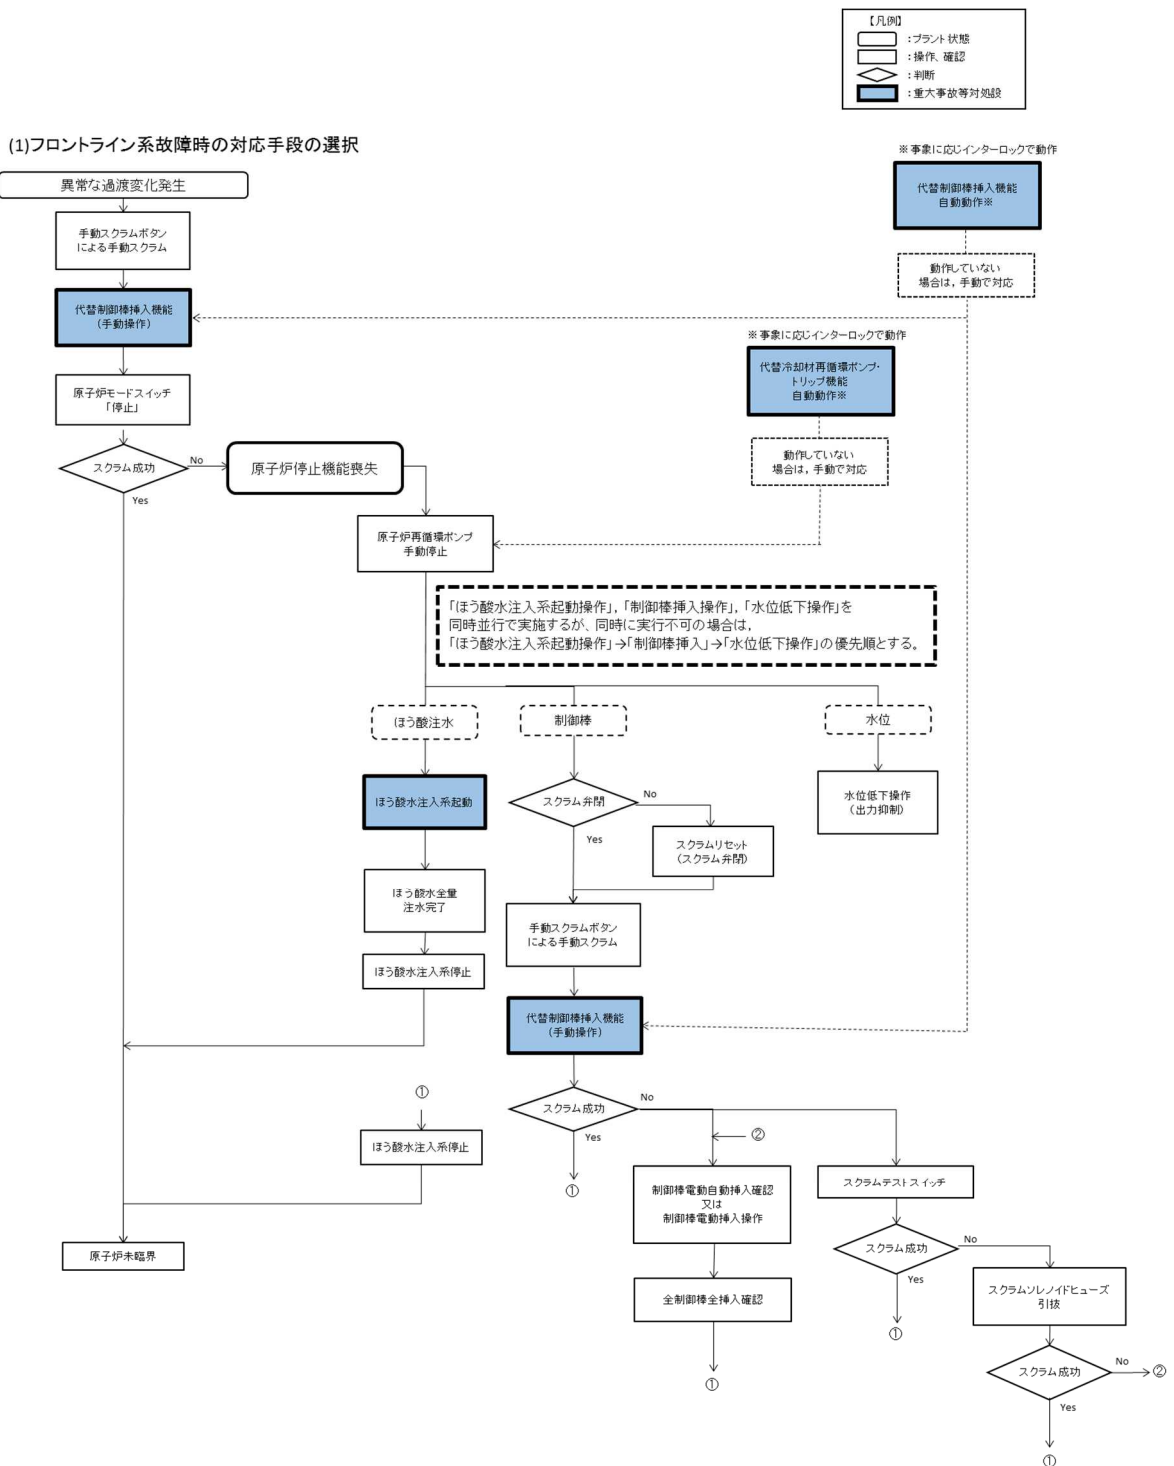 【凡例】
：プラント状態
：操作、確認
：判断
：重大事故等対処設
(1)フロントライン系故障時の対応手段の選択
※事象に応じインターロックで動作
異常な過渡変化発生
代替制御棒挿入機能
自動動作※
手動スクラムボタン
による手動スクラム
動作していない
場合は，手動で対応
代替制御棒挿入機能
（手動操作）
※事象に応じインターロックで動作
代替冷却材再循環ポンプ・
トリップ機能
自動動作※
原子炉モードスイッチ
「停止」
動作していない
場合は，手動で対応
スクラム成功
No
Yes
原子炉停止機能喪失
原子炉再循環ポンプ
手動停止
「ほう酸水注入系起動操作」，「制御棒挿入操作」，「水位低下操作」を
同時並行で実施するが、同時に実行不可の場合は，
「ほう酸水注入系起動操作」→「制御棒挿入」→「水位低下操作」の優先順とする。
ほう酸注水
制御棒
水位
ほう酸水注入系起動
スクラム弁閉
No
Yes
水位低下操作
（出力抑制）
スクラムリセット
（スクラム弁閉）
ほう酸水全量
注水完了
手動スクラムボタン
による手動スクラム
ほう酸水注入系停止
代替制御棒挿入機能
（手動操作）
①
スクラム成功
No
Yes
②
ほう酸水注入系停止
①
制御棒電動自動挿入確認
又は
制御棒電動挿入操作
スクラムテストスイッチ
原子炉未臨界
スクラム成功
No
Yes
全制御棒全挿入確認
スクラムソレノイドヒューズ
引抜
①
①
スクラム成功
No
②
Yes
①